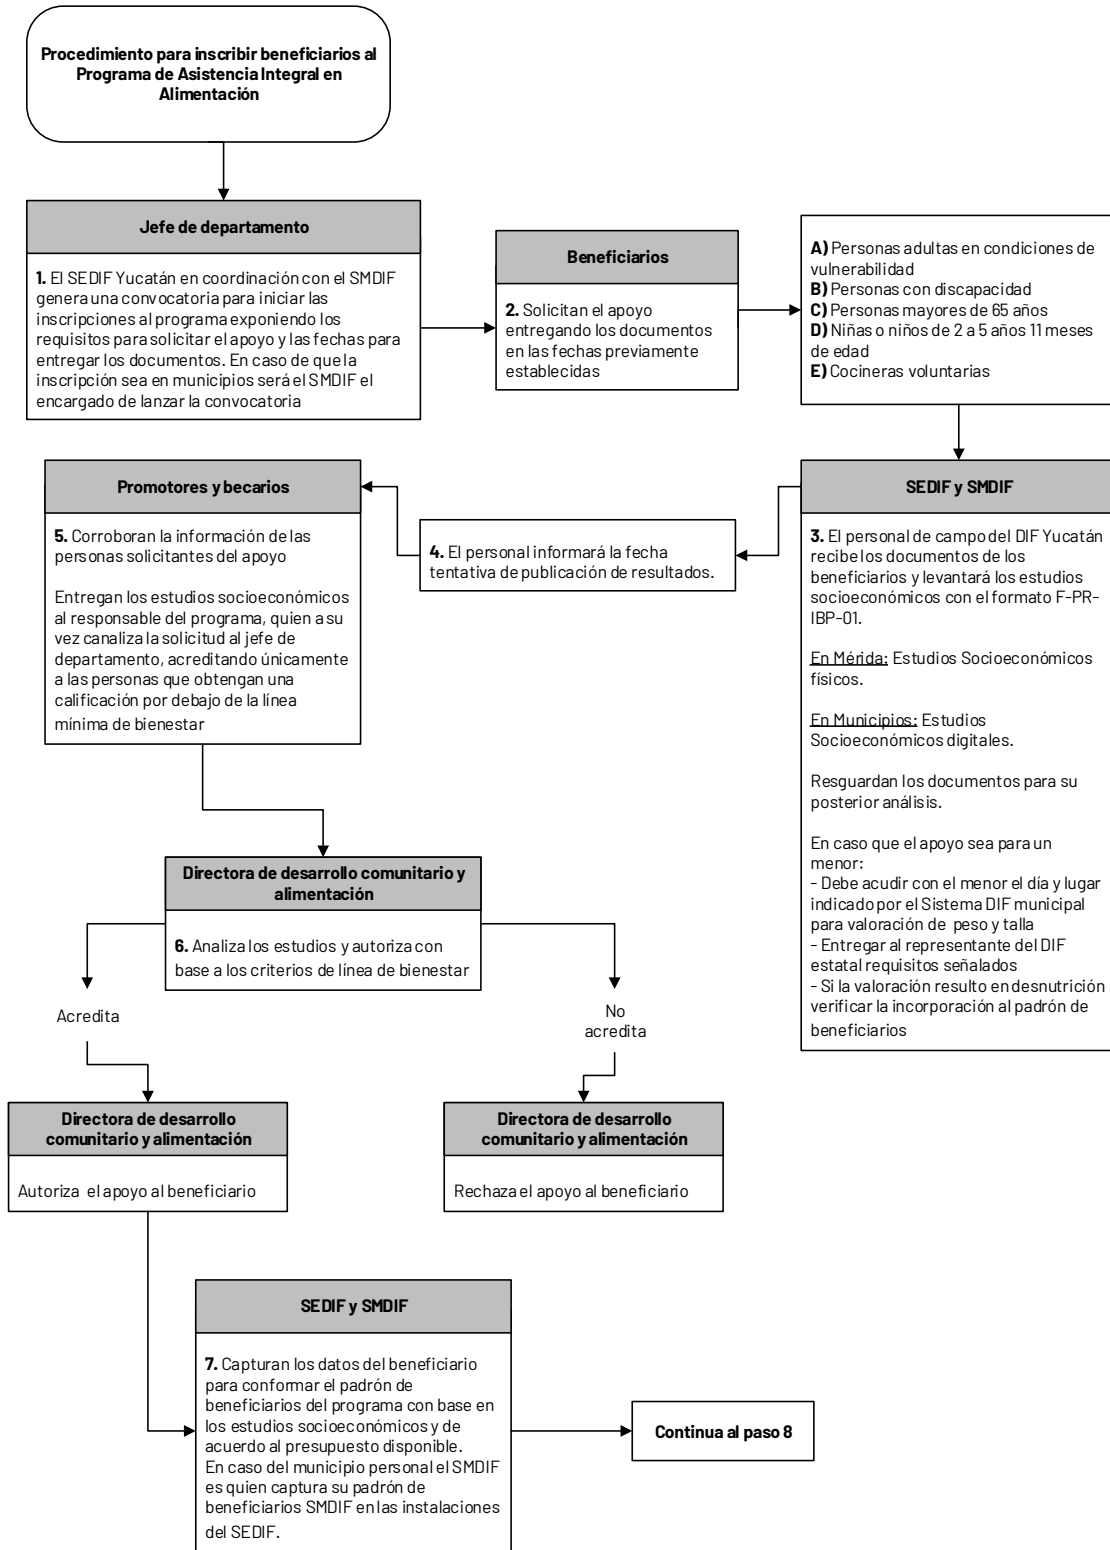 Procedimiento para inscribir beneficiarios al
Programa de Asistencia Integral en
Alimentación
Jefe de departamento
1. El SEDIF Yucatán en coordinación con el SMDIF
genera una convocatoria para iniciar las
inscripciones al programa exponiendo los
requisitos para solicitar el apoyo y las fechas para
entregar los documentos. En caso de que la
inscripción sea en municipios será el SMDIF el
encargado de lanzar la convocatoria
Beneficiarios
2. Solicitan el apoyo
entregando los documentos
en las fechas previamente
establecidas
A) Personas adultas en condiciones de
vulnerabilidad
B) Personas con discapacidad
C) Personas mayores de 65 años
D) Niñas o niños de 2 a 5 años 11 meses
de edad
E) Cocineras voluntarias
SEDIF y SMDIF
3. El personal de campo del DIF Yucatán
recibe los documentos de los
beneficiarios y levantará los estudios
socioeconómicos con el formato F-PR-
IBP-01.
En Mérida: Estudios Socioeconómicos
físicos.
En Municipios: Estudios
Socioeconómicos digitales.
Resguardan los documentos para su
posterior análisis.
En caso que el apoyo sea para un
menor:
- Debe acudir con el menor el día y lugar
indicado por el Sistema DIF municipal
para valoración de peso y talla
- Entregar al representante del DIF
estatal requisitos señalados
- Si la valoración resulto en desnutrición
verificar la incorporación al padrón de
beneficiarios
4. El personal informará la fecha
tentativa de publicación de resultados.
Promotores y becarios
5. Corroboran la información de las
personas solicitantes del apoyo
Entregan los estudios socioeconómicos
al responsable del programa, quien a su
vez canaliza la solicitud al jefe de
departamento, acreditando únicamente
a las personas que obtengan una
calificación por debajo de la línea
mínima de bienestar
Directora de desarrollo comunitario y
alimentación
6. Analiza los estudios y autoriza con
base a los criterios de línea de bienestar
Acredita
No
acredita
Directora de desarrollo
comunitario y alimentación
Autoriza el apoyo al beneficiario
Directora de desarrollo
comunitario y alimentación
Rechaza el apoyo al beneficiario
SEDIF y SMDIF
7. Capturan los datos del beneficiario
para conformar el padrón de
beneficiarios del programa con base en
los estudios socioeconómicos y de
acuerdo al presupuesto disponible.
En caso del municipio personal el SMDIF
es quien captura su padrón de
beneficiarios SMDIF en las instalaciones
del SEDIF.
Continua al paso 8